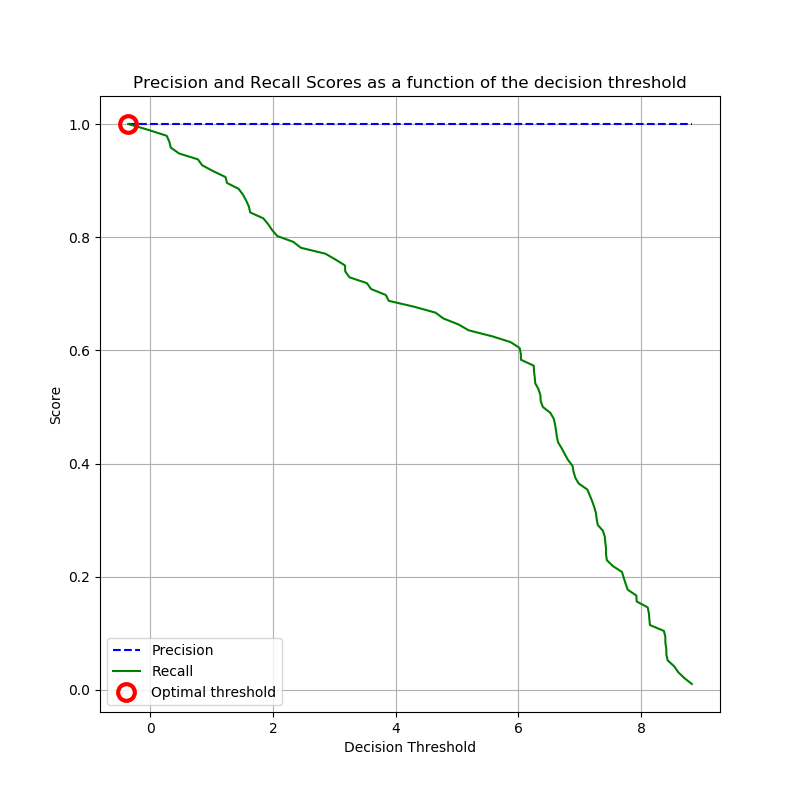 Precision and Recall Scores as a function of the decision threshold
1.0
0.8
0.6
0.4
0.2
0.0
Score
Precision
Recall
Optimal threshold
0 2 4 6 8
Decision Threshold